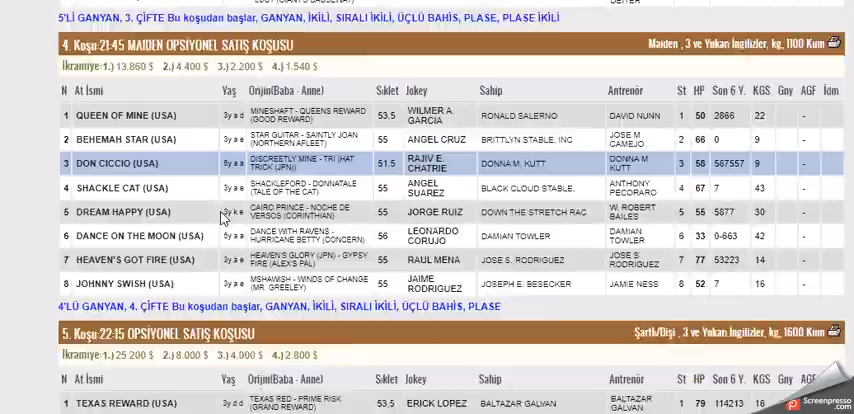 5'Lİ GANYAN, 3. ÇİFTE Bu koşudan başlar, GANYAN, İKİLİ, SIRALI İKİLİ, ÜÇLÜ BAHİS, PLASE, PLASE İKİLİ
4. Koşu:21:45 MAIDEN OPSİYONEL SATIŞ KOŞUSU Maiden , 3 ve Yukarı İngilizler, kg, 1100 Kum
İkramiye:1.) 13.860 $ 2.) 4.400 $ 3.) 2.200 $ 4.) 1.540 $
N At İsmi Yaş Orijin(Baba - Anne) Sıklet Jokey Sahip Antrenör St HP Son 6 Y. KGS Gny AGF İdm
1 QUEEN OF MINE (USA) 3y a d MINESHAFT - QUEENS REWARD (GOOD REWARD) 53,5 WILMER A. GARCIA RONALD SALERNO DAVID NUNN 1 50 2866 22 -
2 BEHEMAH STAR (USA) 3y a e STAR GUITAR - SAINTLY JOAN (NORTHERN AFLEET) 55 ANGEL CRUZ BRITTLYN STABLE, INC JOSE M CAMEJO 2 66 0 9 -
3 DON CICCIO (USA) 5y a a DISCREETLY MINE - TRI (HAT TRICK (JPN)) 51,5 RAJIV E. CHATRIE DONNA M. KUTT DONNA M KUTT 3 58 567557 9 -
4 SHACKLE CAT (USA) 3y a e SHACKLEFORD - DONNATALE (TALE OF THE CAT) 55 ANGEL SUAREZ BLACK CLOUD STABLE, ANTHONY PECORARO 4 67 7 43 -
5 DREAM HAPPY (USA) 3y k e CAIRO PRINCE - NOCHE DE VERSOS (CORINTHIAN) 55 JORGE RUIZ DOWN THE STRETCH RAC W. ROBERT BAILES 5 55 5877 30 -
6 DANCE ON THE MOON (USA) 4y a a DANCE WITH RAVENS - HURRICANE BETTY (CONCERN) 56 LEONARDO CORUJO DAMIAN TOWLER DAMIAN TOWLER 6 33 0-663 42 -
7 HEAVEN'S GOT FIRE (USA) 3y a e HEAVEN'S GLORY (JPN) - GYPSY FIRE (ALEX'S PAL) 55 RAUL MENA JOSE S. RODRIGUEZ JOSE S RODRIGUEZ 7 77 53223 14 -
8 JOHNNY SWISH (USA) 3y a e MSHAWISH - WINDS OF CHANGE (MR. GREELEY) 55 JAIME RODRIGUEZ JOSEPH E. BESECKER JAMIE NESS 8 52 7 16 -
4'LÜ GANYAN, 4. ÇİFTE Bu koşudan başlar, GANYAN, İKİLİ, SIRALI İKİLİ, ÜÇLÜ BAHİS, PLASE
5. Koşu:22:15 OPSİYONEL SATIŞ KOŞUSU Şartlı/Dişi , 3 ve Yukarı İngilizler, kg, 1600 Kum
İkramiye:1.) 25.200 $ 2.) 8.000 $ 3.) 4.000 $ 4.) 2.800 $
N At İsmi Yaş Orijin(Baba - Anne) Sıklet Jokey Sahip Antrenör St HP Son 6 Y. KGS Gny AGF İdm
1 TEXAS REWARD (USA) 3y d d TEXAS RED - PRIME RISK (GRAND REWARD) 53,5 ERICK LOPEZ BALTAZAR GALVAN BALTAZAR GALVAN 1 79 114213 16
Screenpresso.com